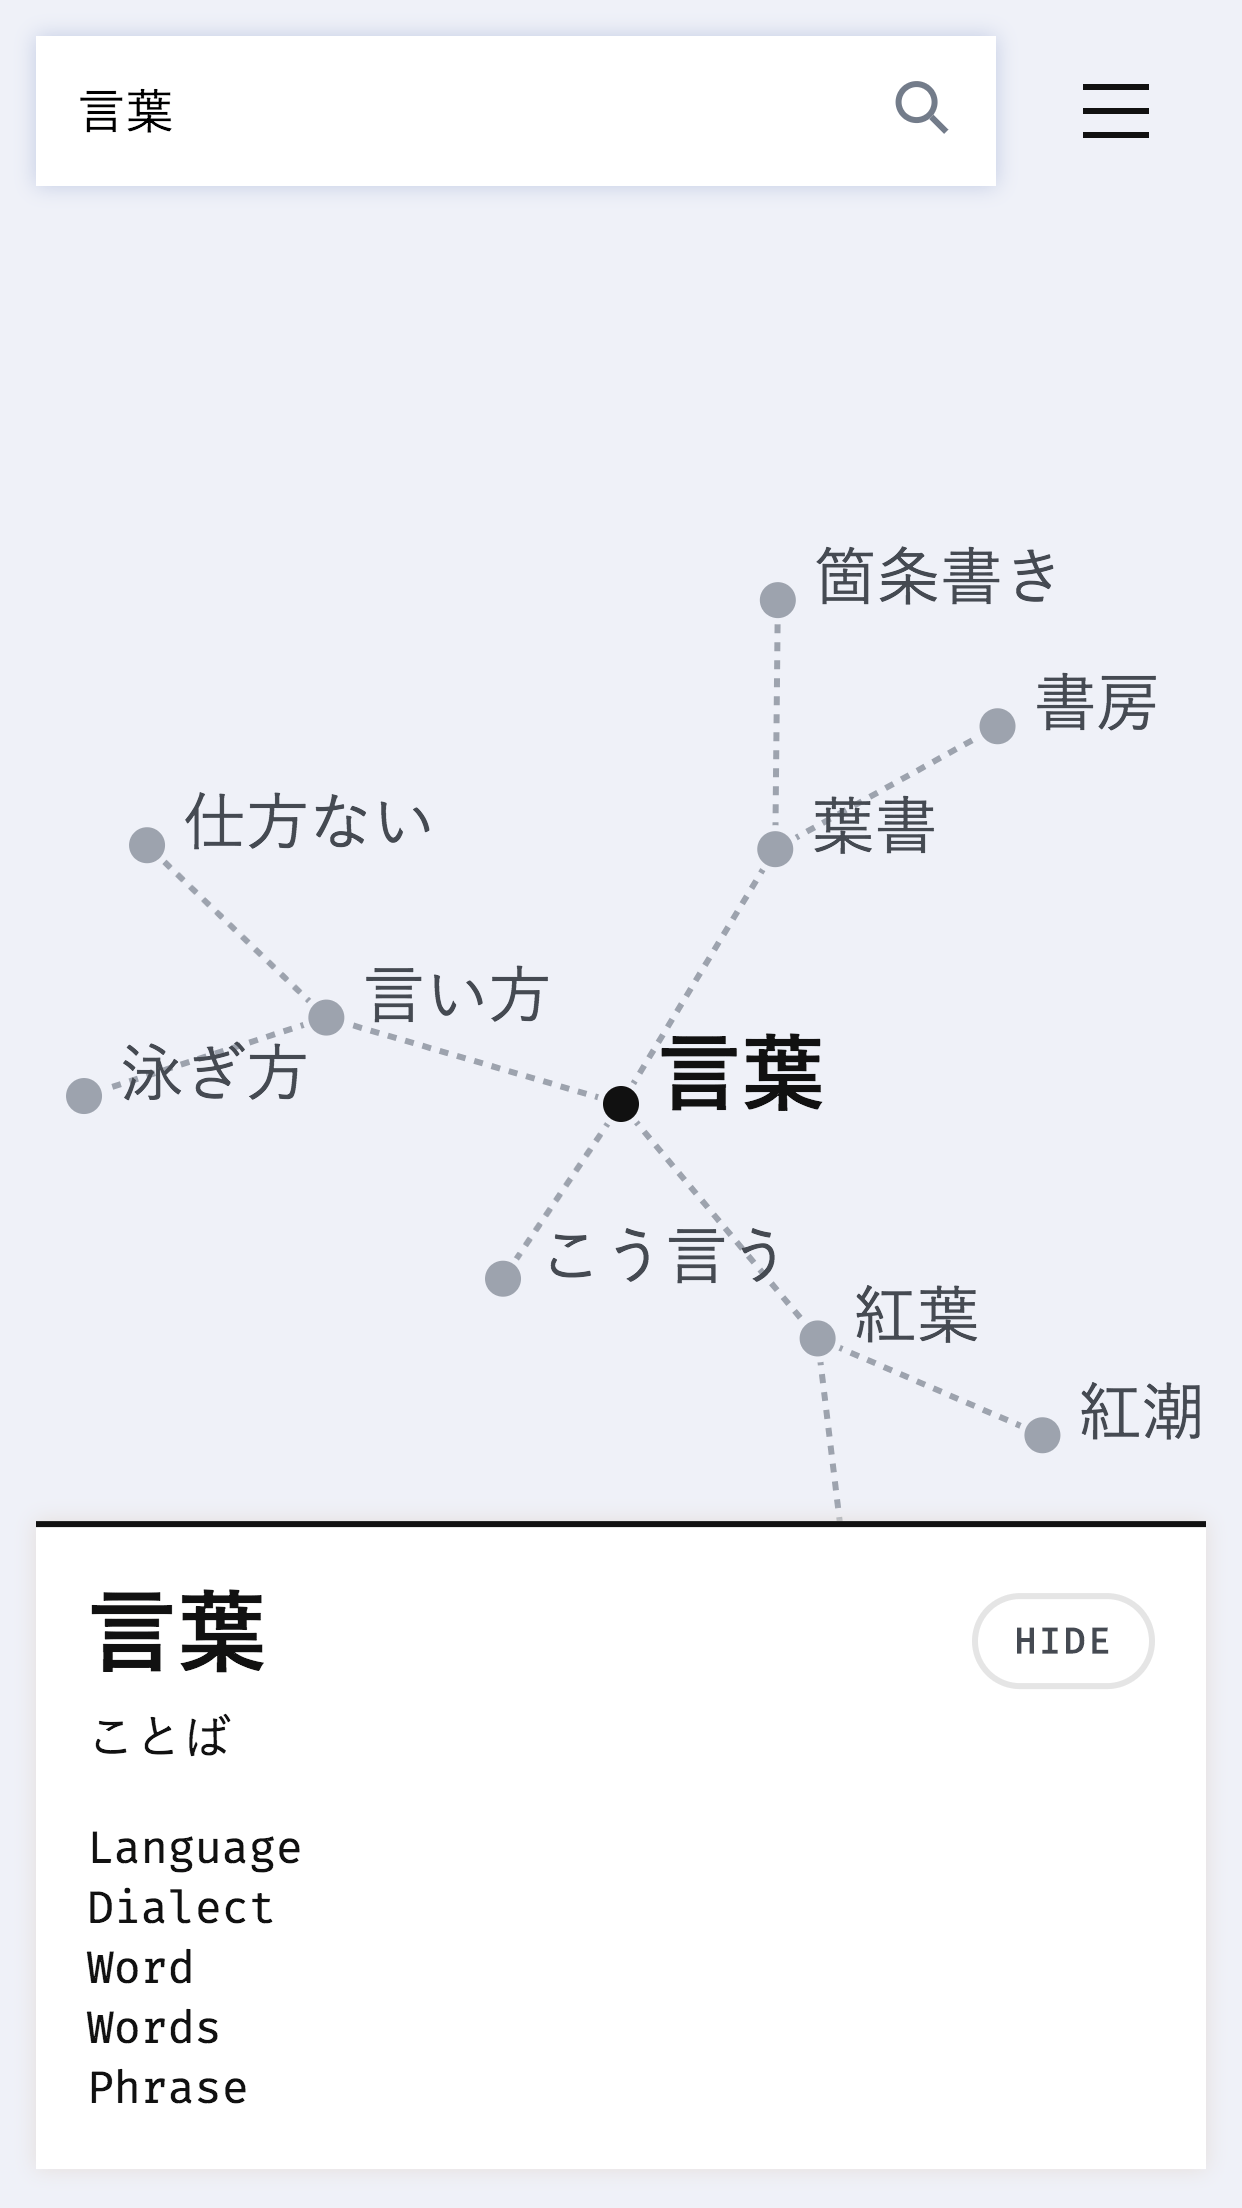 言葉
箇条書き
書房
仕方ない
葉書
言い方
言葉
泳ぎ方
こう言う
紅葉
紅潮
言葉
HIDE
ことば
Language
Dialect
Word
Words
Phrase